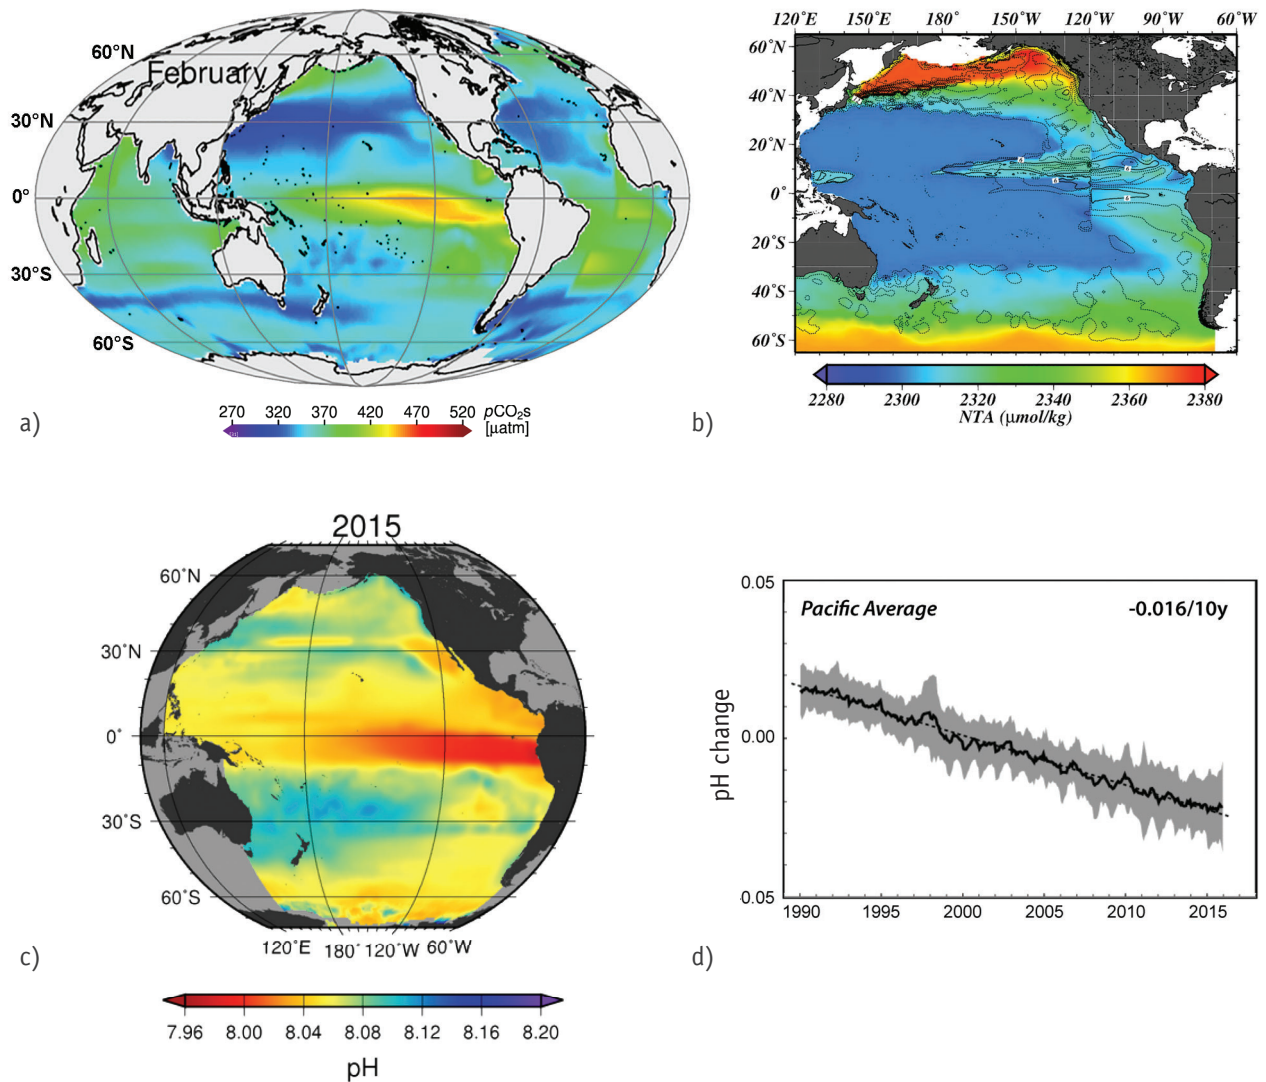 60°N
February
30°N
0°
30°S
60°S
270 320 370 420 470 520 pCO₂s
[µatm]
a)
120˚E 150˚E 180˚ 150˚W 120˚W 90˚W 60˚W
60˚N
40˚N
20˚N
0˚
20˚S
40˚S
60˚S
2280 2300 2320 2340 2360 2380
NTA (µmol/kg)
b)
2015
60˚N
30˚N
0˚
30˚S
60˚S
120˚E 180˚ 120˚W 60˚W
c)
7.96 8.00 8.04 8.08 8.12 8.16 8.20
pH
0.05
Pacific Average -0.016/10y
0.00
pH change
-0.05
1990 1995 2000 2005 2010 2015
d)